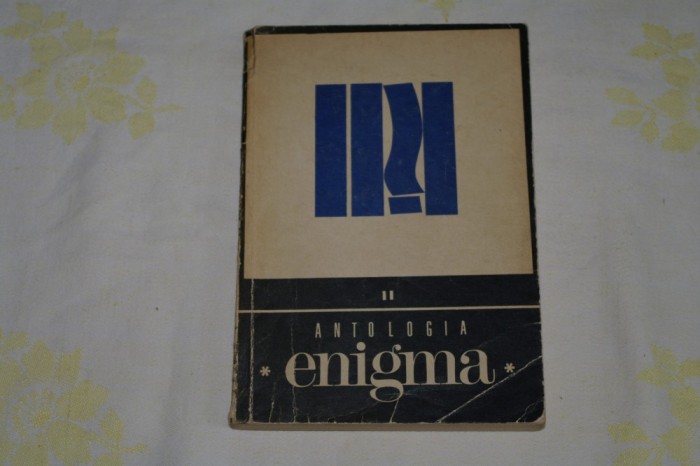 II
ANTOLOGIA
* enigma *